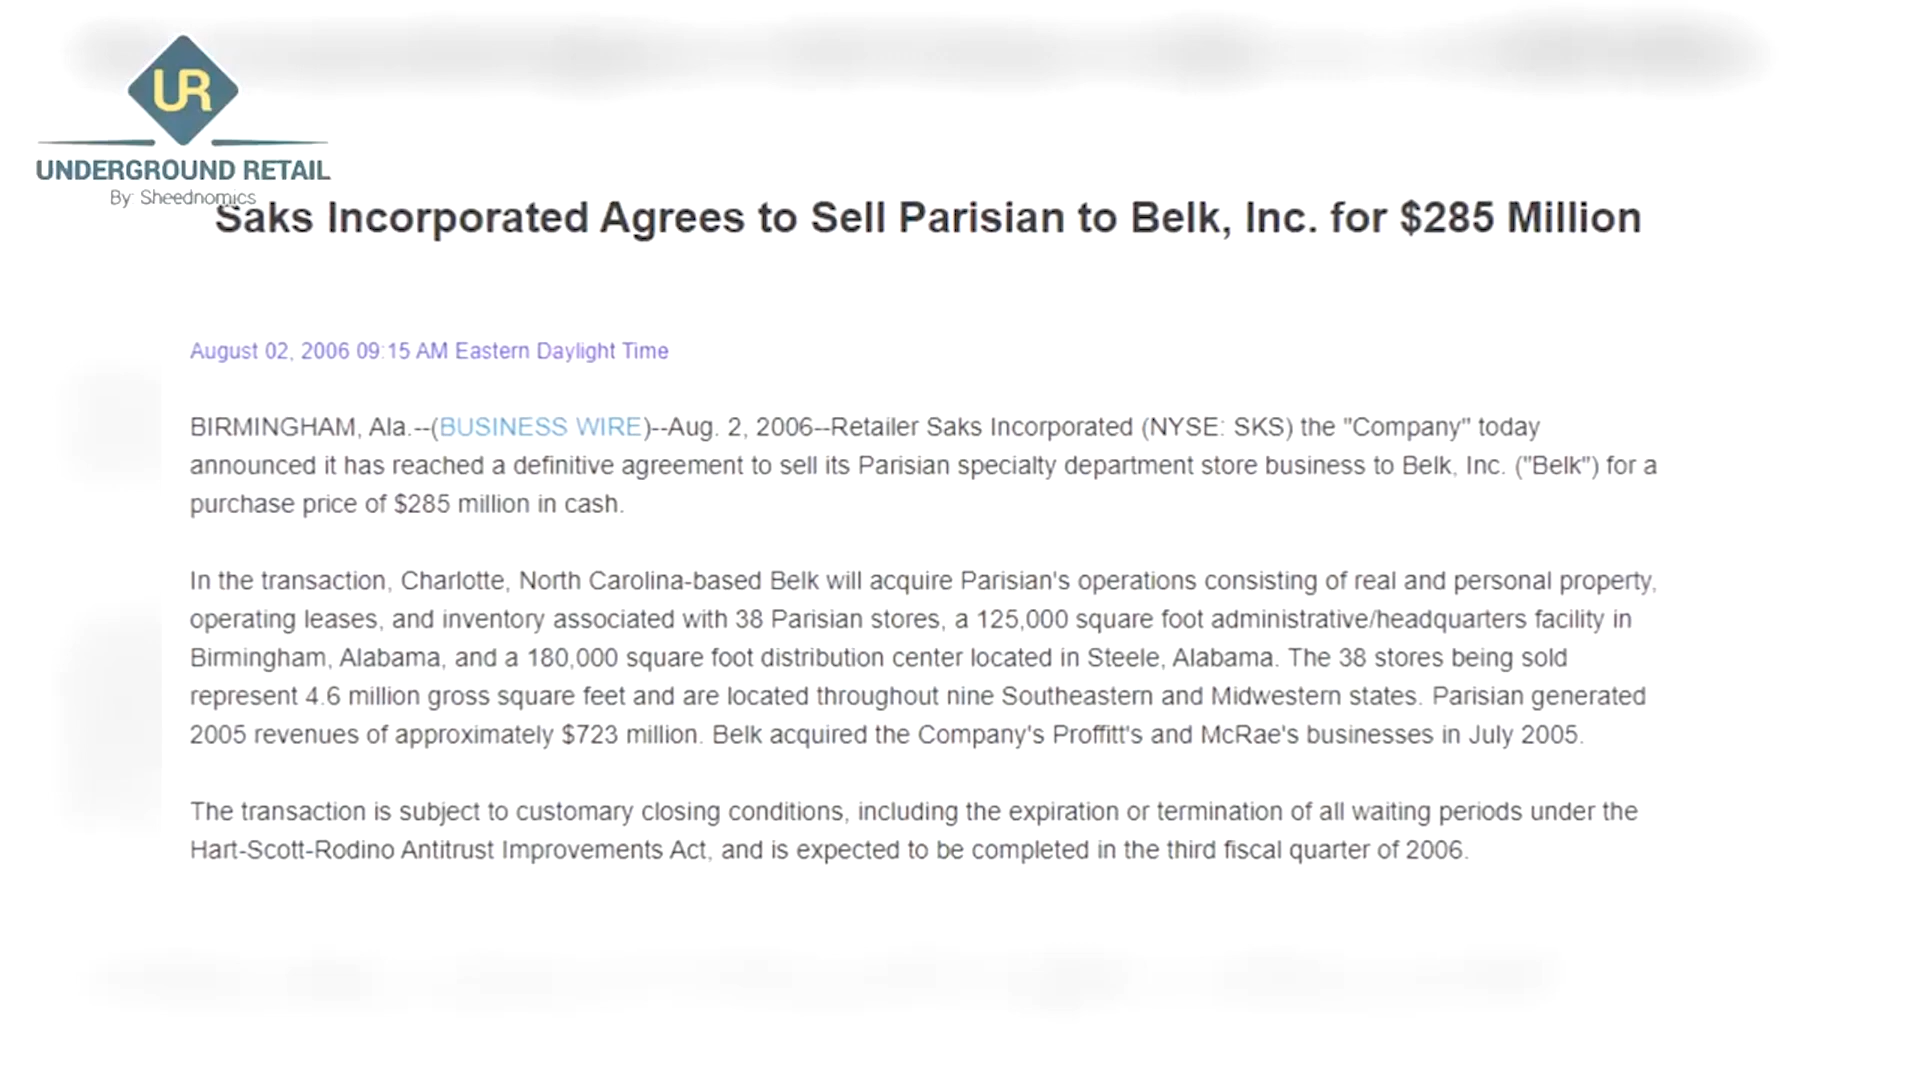 UR
UNDERGROUND RETAIL
By: Sheednomics
Saks Incorporated Agrees to Sell Parisian to Belk, Inc. for $285 Million
August 02, 2006 09:15 AM Eastern Daylight Time
BIRMINGHAM, Ala.--(BUSINESS WIRE)--Aug. 2, 2006--Retailer Saks Incorporated (NYSE: SKS) the "Company" today
announced it has reached a definitive agreement to sell its Parisian specialty department store business to Belk, Inc. ("Belk") for a
purchase price of $285 million in cash.
In the transaction, Charlotte, North Carolina-based Belk will acquire Parisian's operations consisting of real and personal property,
operating leases, and inventory associated with 38 Parisian stores, a 125,000 square foot administrative/headquarters facility in
Birmingham, Alabama, and a 180,000 square foot distribution center located in Steele, Alabama. The 38 stores being sold
represent 4.6 million gross square feet and are located throughout nine Southeastern and Midwestern states. Parisian generated
2005 revenues of approximately $723 million. Belk acquired the Company's Proffitt's and McRae's businesses in July 2005.
The transaction is subject to customary closing conditions, including the expiration or termination of all waiting periods under the
Hart-Scott-Rodino Antitrust Improvements Act, and is expected to be completed in the third fiscal quarter of 2006.